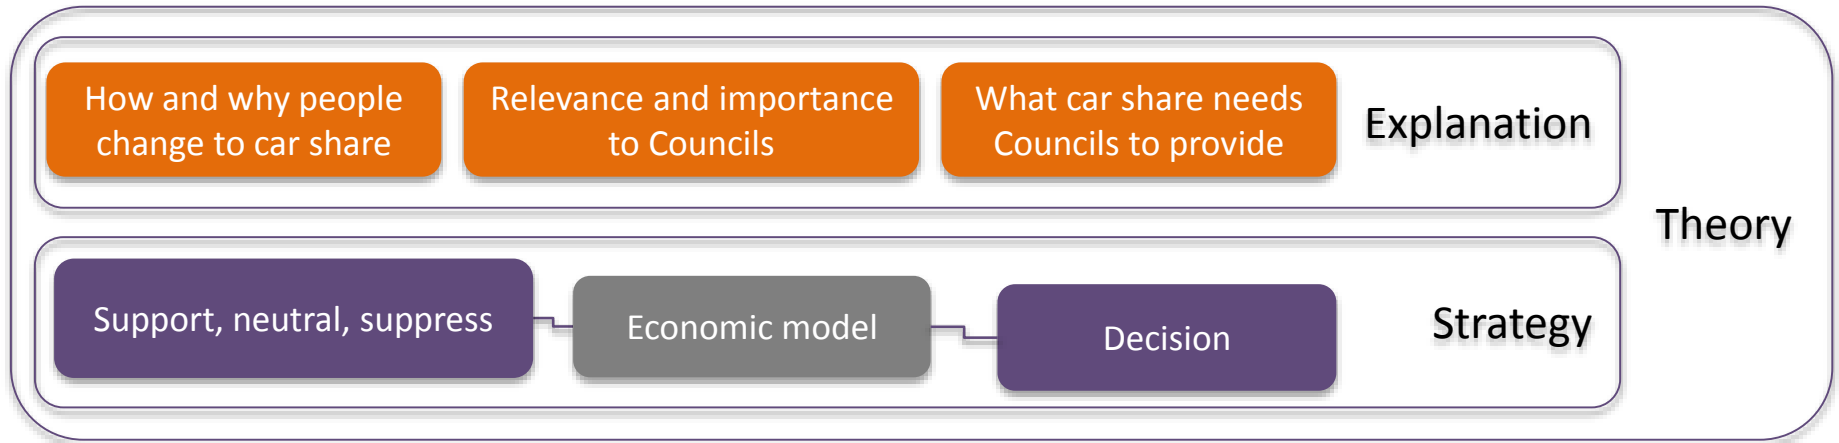 How and why people
change to car share
Relevance and importance
to Councils
What car share needs
Councils to provide
Explanation
Theory
Support, neutral, suppress
Economic model
Decision
Strategy